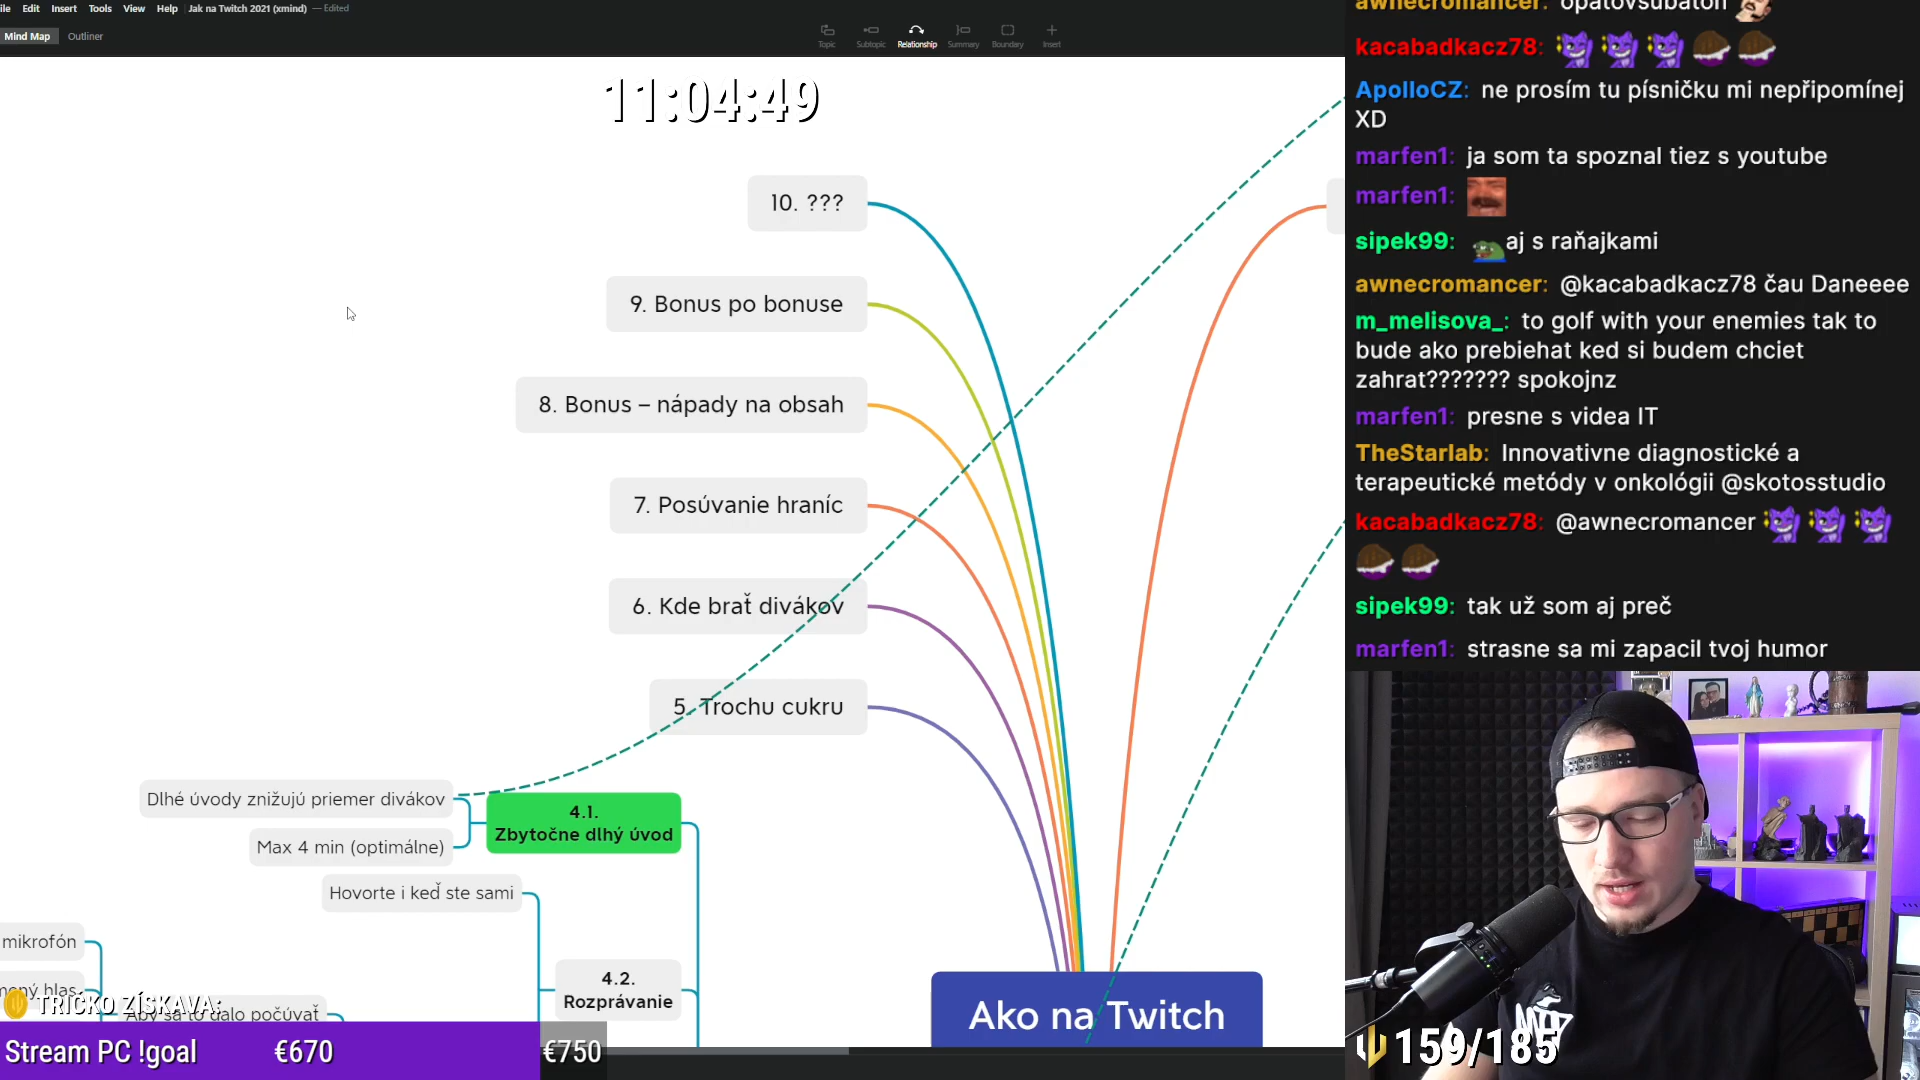 ile Edit Insert Tools View Help Jak na Twitch 2021 (xmind) — Edited
Mind Map Outliner
Topic Subtopic Relationship Summary Boundary Insert
11:04:49
10. ???
9. Bonus po bonuse
8. Bonus – nápady na obsah
7. Posúvanie hraníc
6. Kde brať divákov
5. Trochu cukru
Dlhé úvody znižujú priemer divákov
Max 4 min (optimálne)
4.1.
Zbytočne dlhý úvod
Hovorte i keď ste sami
mikrofón
hlas
Aby sa to dalo počúvať
4.2.
Rozprávanie
Ako na Twitch
TRIČKO ZÍSKAVA:
Stream PC !goal €670 €750
awnecromancer: opatovsubaton
kacabadkacz78:
ApolloCZ: ne prosím tu písničku mi nepřipomínej
XD
marfen1: ja som ta spoznal tiez s youtube
marfen1:
sipek99: aj s raňajkami
awnecromancer: @kacabadkacz78 čau Daneeee
m_melisova_: to golf with your enemies tak to
bude ako prebiehat ked si budem chciet
zahrat??????? spokojnz
marfen1: presne s videa IT
TheStarlab: Innovativne diagnostické a
terapeutické metódy v onkológii @skotosstudio
kacabadkacz78: @awnecromancer
sipek99: tak už som aj preč
marfen1: strasne sa mi zapacil tvoj humor
159/185